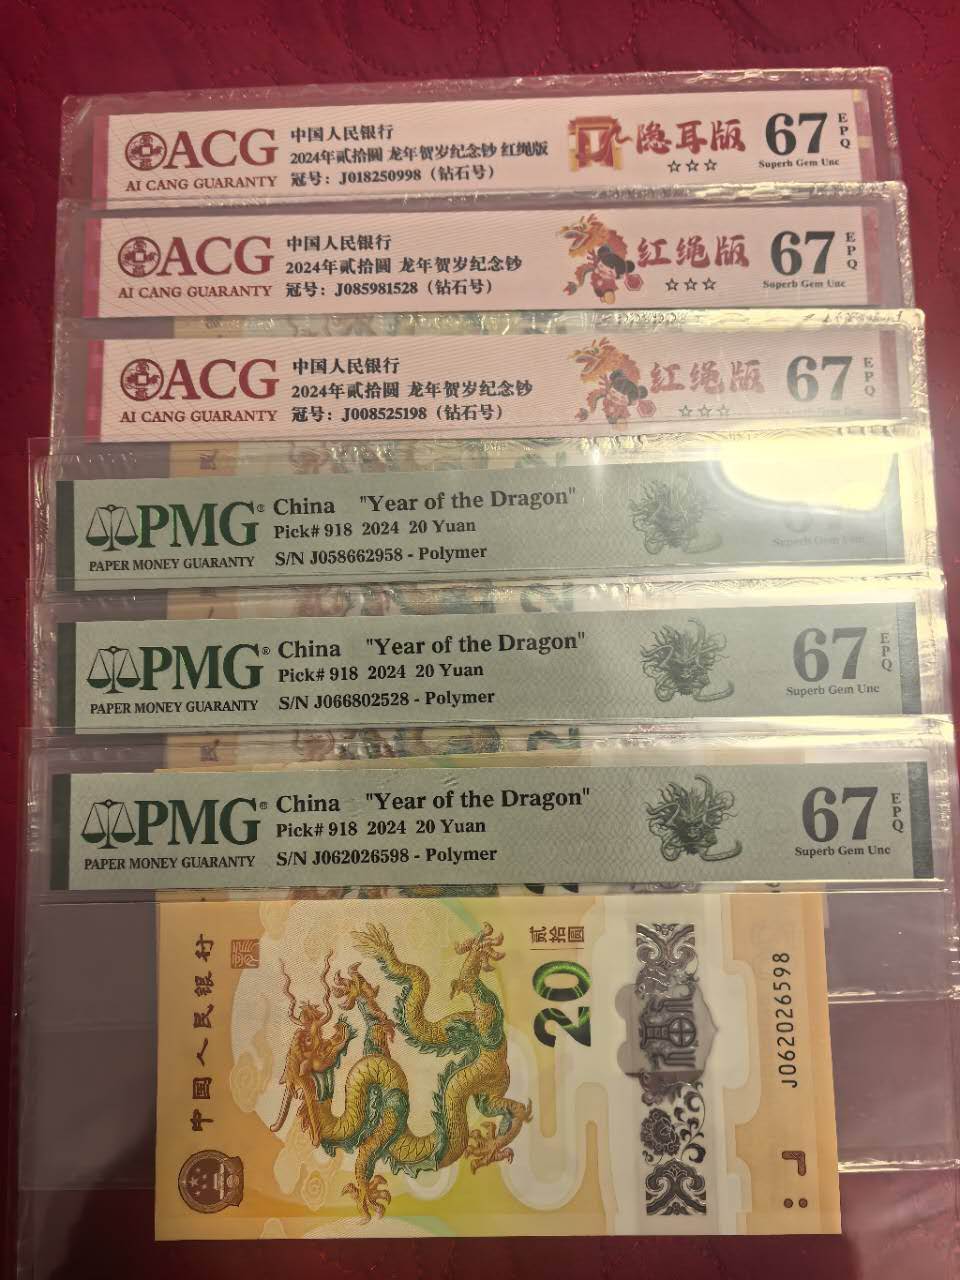 ACG
AI CANG GUARANTY
中国人民银行
2024年贰拾圆 龙年贺岁纪念钞 红绳版
冠号：J018250998（钻石号）
隐耳版
☆☆☆
67
EPQ
Superb Gem Unc
ACG
AI CANG GUARANTY
中国人民银行
2024年贰拾圆 龙年贺岁纪念钞
冠号：J085981528（钻石号）
红绳版
☆☆☆
67
EPQ
Superb Gem Unc
ACG
AI CANG GUARANTY
中国人民银行
2024年贰拾圆 龙年贺岁纪念钞
冠号：J008525198（钻石号）
红绳版
☆☆☆
67
EPQ
PMG®
PAPER MONEY GUARANTY
China "Year of the Dragon"
Pick# 918 2024 20 Yuan
S/N J058662958 - Polymer
Superb Gem Unc
PMG®
PAPER MONEY GUARANTY
China "Year of the Dragon"
Pick# 918 2024 20 Yuan
S/N J066802528 - Polymer
67
EPQ
Superb Gem Unc
PMG®
PAPER MONEY GUARANTY
China "Year of the Dragon"
Pick# 918 2024 20 Yuan
S/N J062026598 - Polymer
67
EPQ
Superb Gem Unc
中国人民银行
贰拾圆
20
J062026598